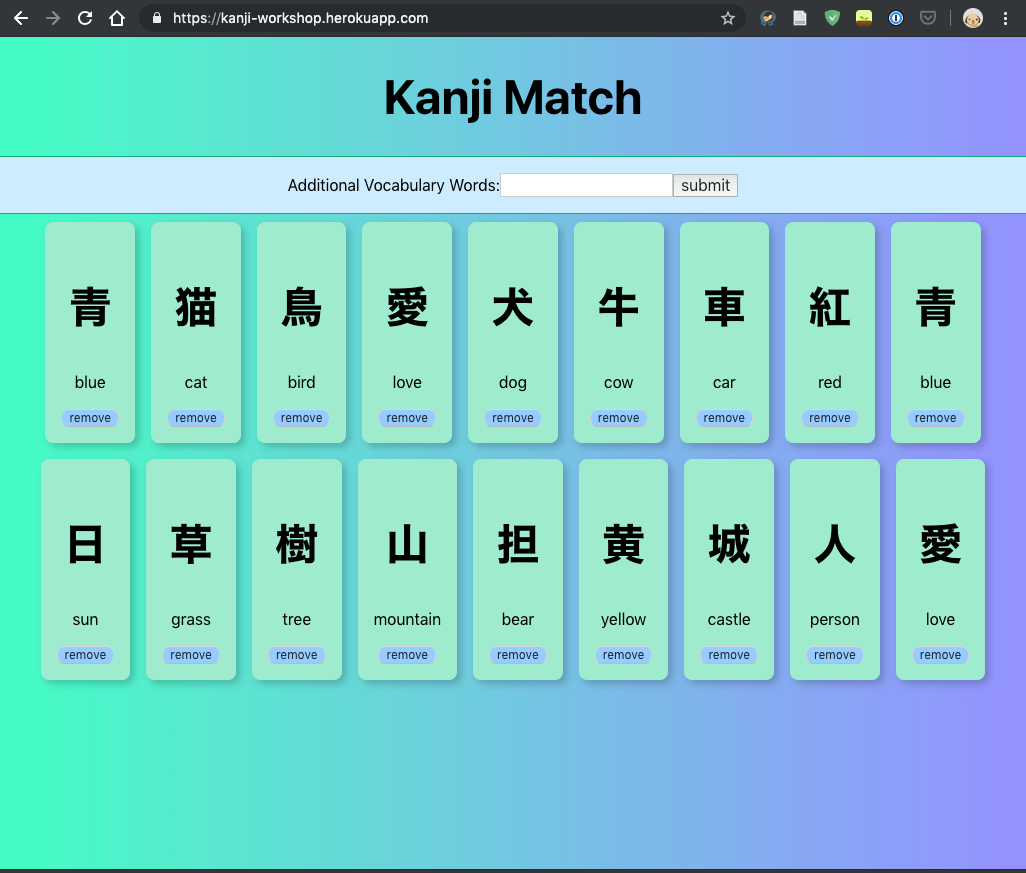 https://kanji-workshop.herokuapp.com
Kanji Match
Additional Vocabulary Words: submit
青 猫 鳥 愛 犬 牛 車 紅 青
blue cat bird love dog cow car red blue
remove remove remove remove remove remove remove remove remove
日 草 樹 山 担 黄 城 人 愛
sun grass tree mountain bear yellow castle person love
remove remove remove remove remove remove remove remove remove